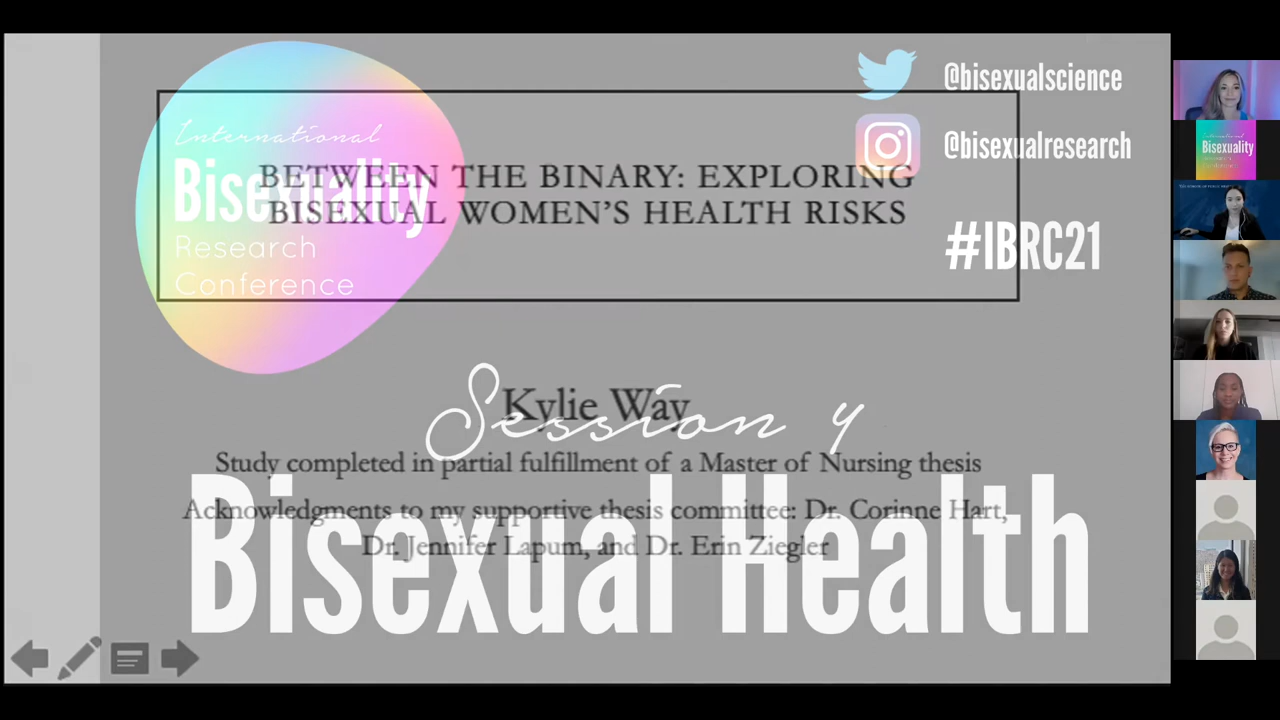 International
Bisexuality
Research
Conference
@bisexualscience
@bisexualresearch
#IBRC21
BETWEEN THE BINARY: EXPLORING
BISEXUAL WOMEN'S HEALTH RISKS
Kylie Way
Session 4
Study completed in partial fulfillment of a Master of Nursing thesis
Acknowledgments to my supportive thesis committee: Dr. Corinne Hart,
Dr. Jennifer Lapum, and Dr. Erin Ziegler
Bisexual Health
Bisexuality